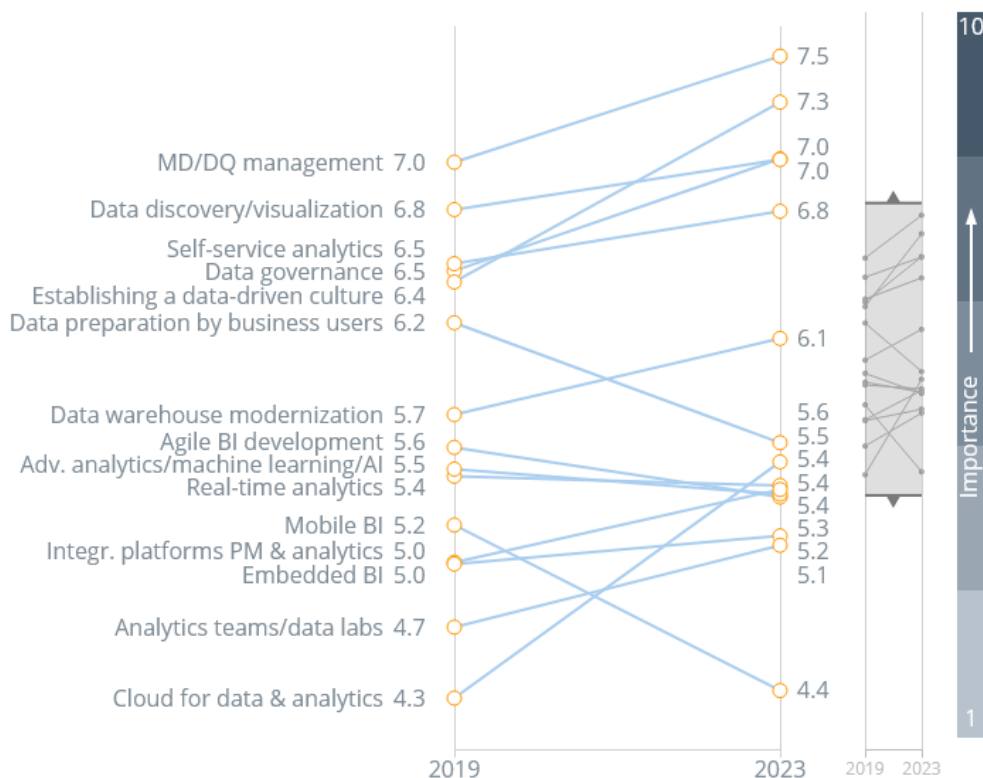 10
7.5
7.3
MD/DQ management 7.0
7.0
7.0
Data discovery/visualization 6.8
6.8
Self-service analytics 6.5
Data governance 6.5
Establishing a data-driven culture 6.4
Data preparation by business users 6.2
6.1
Data warehouse modernization 5.7
5.6
Agile BI development 5.6
5.5
Adv. analytics/machine learning/AI 5.5
5.4
Real-time analytics 5.4
5.4
5.4
Mobile BI 5.2
5.3
Integr. platforms PM & analytics 5.0
5.2
Embedded BI 5.0
5.1
Analytics teams/data labs 4.7
Cloud for data & analytics 4.3
4.4
Importance
1
2019 2023
2019 2023